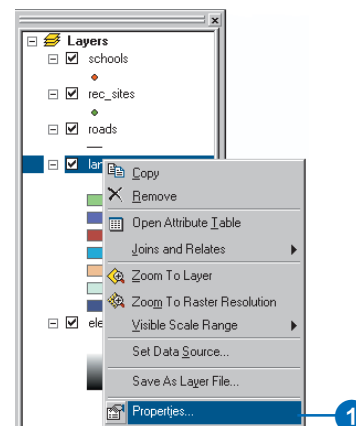 Layers
schools
rec_sites
roads
lan
Copy
Remove
Open Attribute Table
Joins and Relates
Zoom To Layer
Zoom To Raster Resolution
ele
Visible Scale Range
Set Data Source...
Save As Layer File...
Properties...
1